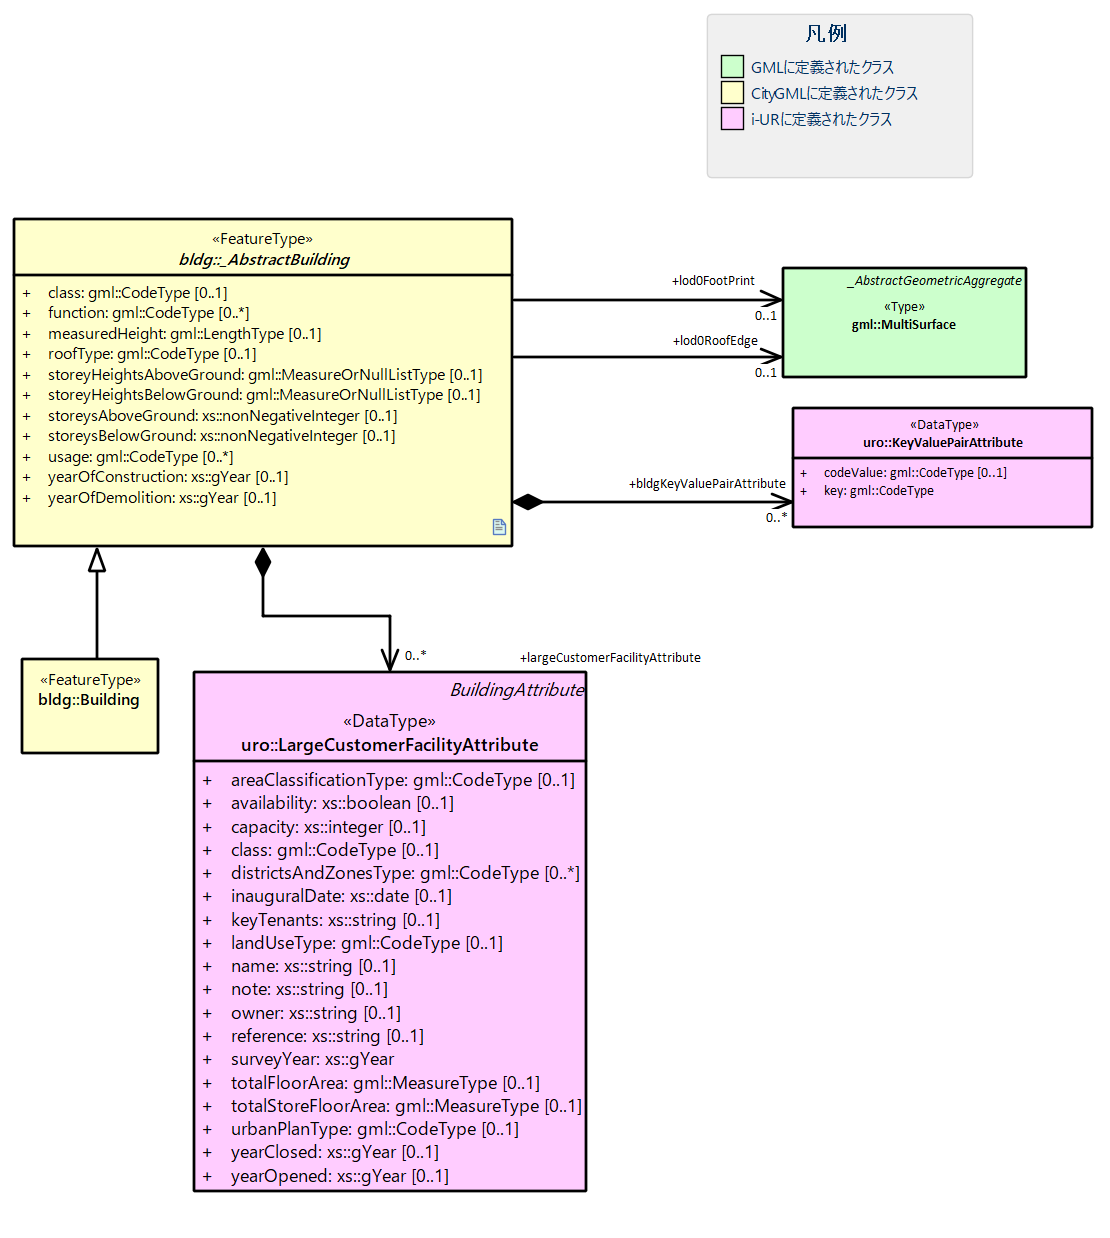 凡例
GMLに定義されたクラス
CityGMLに定義されたクラス
i-URに定義されたクラス
«FeatureType»
bldg::_AbstractBuilding
+ class: gml::CodeType [0..1]
+ function: gml::CodeType [0..*]
+ measuredHeight: gml::LengthType [0..1]
+ roofType: gml::CodeType [0..1]
+ storeyHeightsAboveGround: gml::MeasureOrNullListType [0..1]
+ storeyHeightsBelowGround: gml::MeasureOrNullListType [0..1]
+ storeysAboveGround: xs::nonNegativeInteger [0..1]
+ storeysBelowGround: xs::nonNegativeInteger [0..1]
+ usage: gml::CodeType [0..*]
+ yearOfConstruction: xs::gYear [0..1]
+ yearOfDemolition: xs::gYear [0..1]
+lod0FootPrint
0..1
+lod0RoofEdge
0..1
_AbstractGeometricAggregate
«Type»
gml::MultiSurface
+bldgKeyValuePairAttribute
0..*
«DataType»
uro::KeyValuePairAttribute
+ codeValue: gml::CodeType [0..1]
+ key: gml::CodeType
«FeatureType»
bldg::Building
0..*
+largeCustomerFacilityAttribute
BuildingAttribute
«DataType»
uro::LargeCustomerFacilityAttribute
+ areaClassificationType: gml::CodeType [0..1]
+ availability: xs::boolean [0..1]
+ capacity: xs::integer [0..1]
+ class: gml::CodeType [0..1]
+ districtsAndZonesType: gml::CodeType [0..*]
+ inauguralDate: xs::date [0..1]
+ keyTenants: xs::string [0..1]
+ landUseType: gml::CodeType [0..1]
+ name: xs::string [0..1]
+ note: xs::string [0..1]
+ owner: xs::string [0..1]
+ reference: xs::string [0..1]
+ surveyYear: xs::gYear
+ totalFloorArea: gml::MeasureType [0..1]
+ totalStoreFloorArea: gml::MeasureType [0..1]
+ urbanPlanType: gml::CodeType [0..1]
+ yearClosed: xs::gYear [0..1]
+ yearOpened: xs::gYear [0..1]